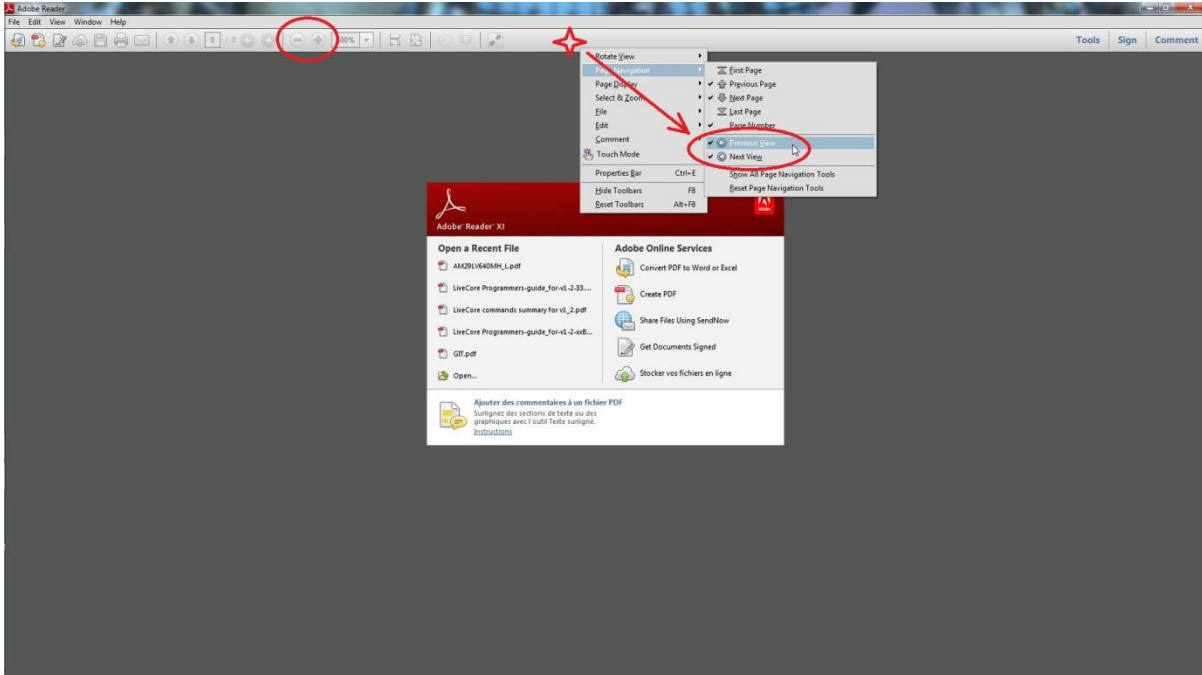 Adobe Reader
File Edit View Window Help
0 / 0 00%
Tools Sign Comment
Rotate View
Page Navigation
Page Display
Select & Zoom
File
Edit
Comment
Touch Mode
Properties Bar Ctrl+E
Hide Toolbars F8
Reset Toolbars Alt+F8
First Page
Previous Page
Next Page
Last Page
Page Number
Previous View
Next View
Show All Page Navigation Tools
Reset Page Navigation Tools
Adobe® Reader® XI
Adobe
Open a Recent File
AM29LV640MH_L.pdf
LiveCore Programmers-guide_for-v1-2-33....
LiveCore commands summary for v1_2.pdf
LiveCore Programmers-guide_for-v1-2-xxB...
GIT.pdf
Open...
Adobe Online Services
Convert PDF to Word or Excel
Create PDF
Share Files Using SendNow
Get Documents Signed
Stocker vos fichiers en ligne
Ajouter des commentaires à un fichier PDF
Surlignez des sections de texte ou des
graphiques avec l'outil Texte surligné.
Instructions